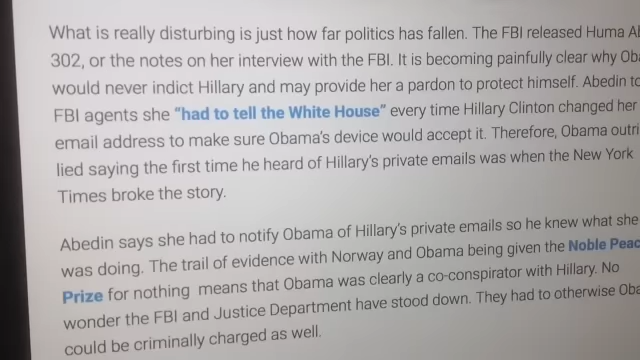 What is really disturbing is just how far politics has fallen. The FBI released Huma
302, or the notes on her interview with the FBI. It is becoming painfully clear why
would never indict Hillary and may provide her a pardon to protect himself. Abedin
FBI agents she "had to tell the White House" every time Hillary Clinton changed her
email address to make sure Obama's device would accept it. Therefore, Obama
lied saying the first time he heard of Hillary's private emails was when the New York
Times broke the story.
Abedin says she had to notify Obama of Hillary's private emails so he knew what she
was doing. The trail of evidence with Norway and Obama being given the Noble
Prize for nothing means that Obama was clearly a co-conspirator with Hillary. No
wonder the FBI and Justice Department have stood down. They had to otherwise
could be criminally charged as well.